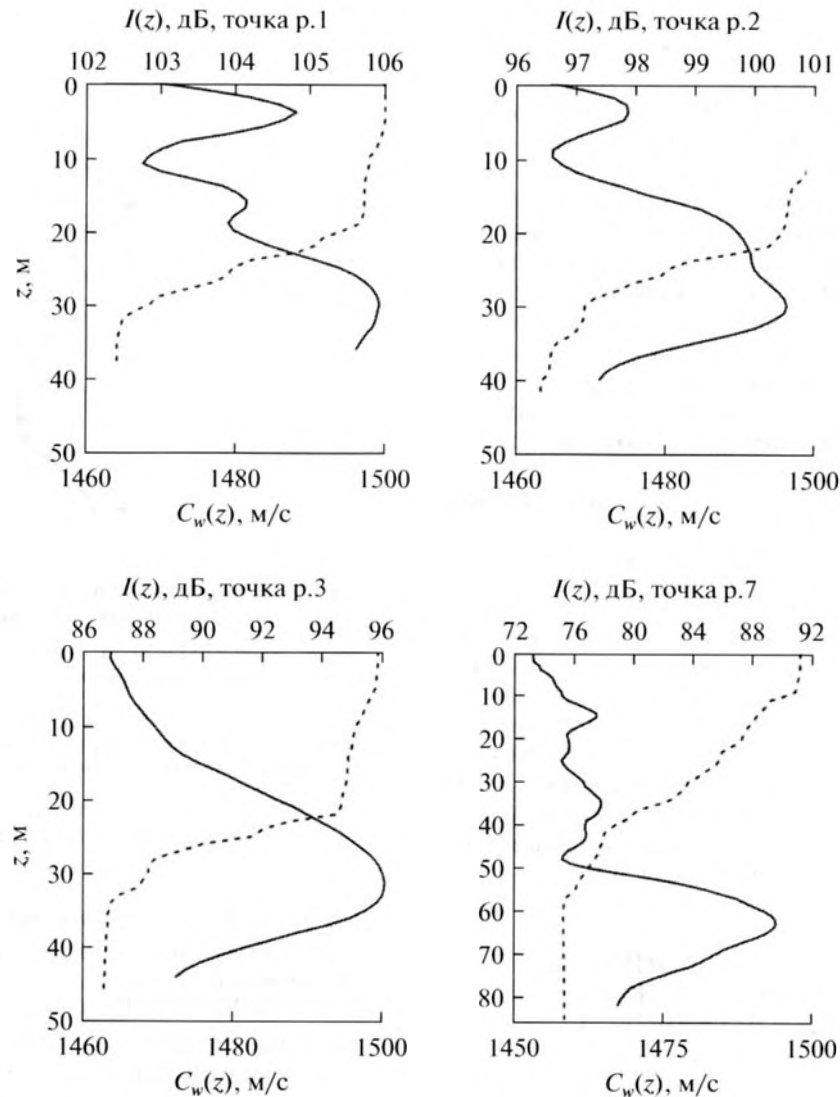 I(z), дБ, точка р.1
102 103 104 105 106
0
10
20
30
40
50
z, м
1460 1480 1500
C_w(z), м/с
I(z), дБ, точка р.2
96 97 98 99 100 101
0
10
20
30
40
50
1460 1480 1500
C_w(z), м/с
I(z), дБ, точка р.3
86 88 90 92 94 96
0
10
20
30
40
50
z, м
1460 1480 1500
C_w(z), м/с
I(z), дБ, точка р.7
72 76 80 84 88 92
0
10
20
30
40
50
60
70
80
1450 1475 1500
C_w(z), м/с